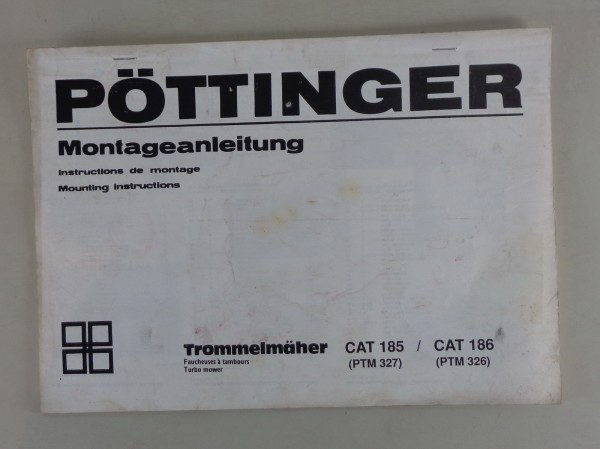 PÖTTINGER
Montageanleitung
Instructions de montage
Mounting instructions
Trommelmäher CAT 185 / CAT 186
Faucheuses à tambours (PTM 327) (PTM 326)
Turbo mower